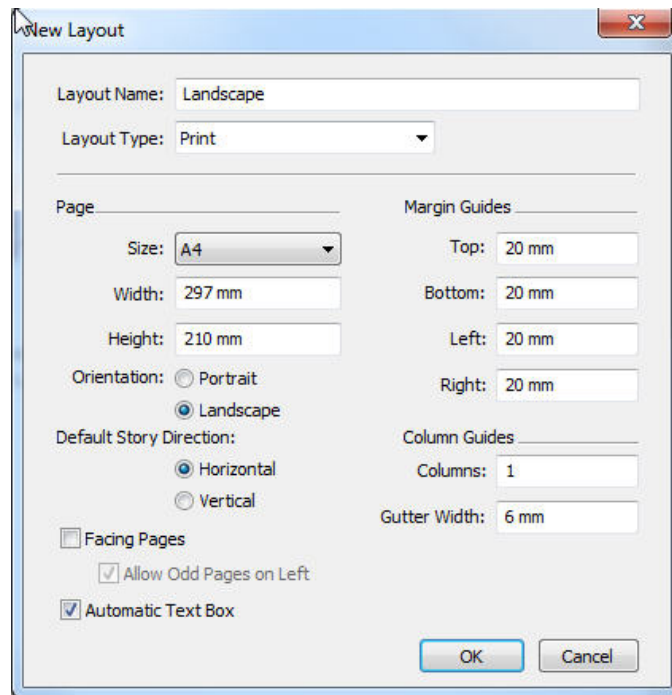 New Layout
Layout Name: Landscape
Layout Type: Print
Page
Size: A4
Width: 297 mm
Height: 210 mm
Orientation: Portrait
Landscape
Default Story Direction:
Horizontal
Vertical
Facing Pages
Allow Odd Pages on Left
Automatic Text Box
Margin Guides
Top: 20 mm
Bottom: 20 mm
Left: 20 mm
Right: 20 mm
Column Guides
Columns: 1
Gutter Width: 6 mm
OK
Cancel